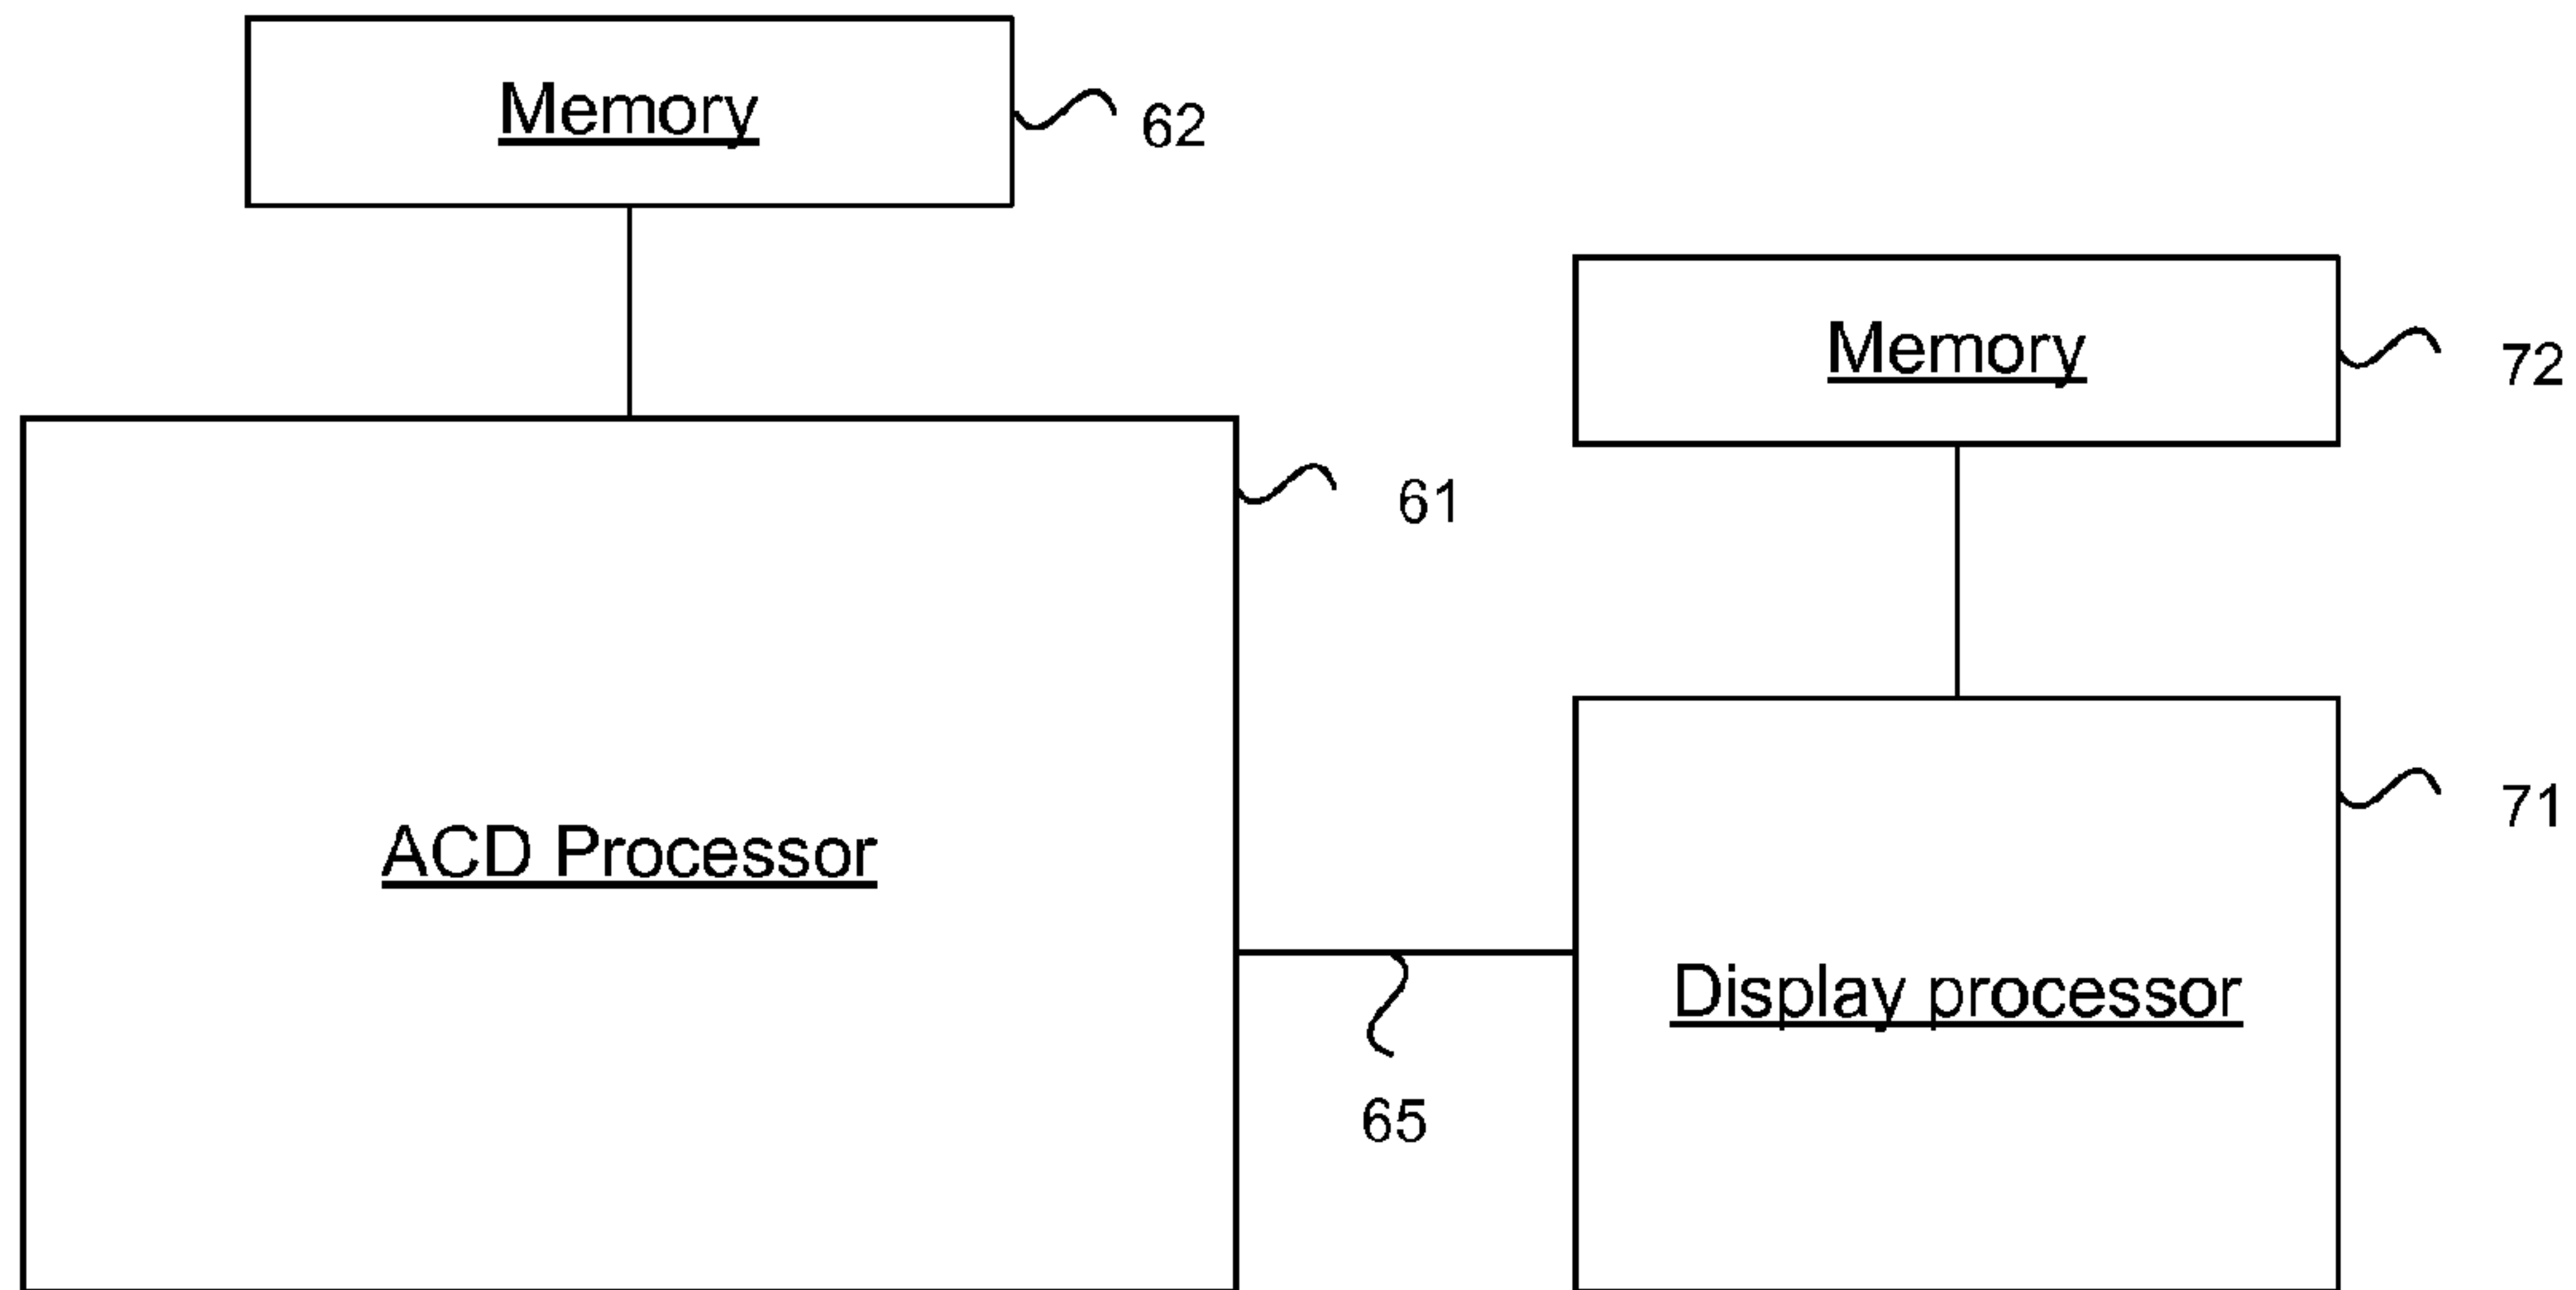 Memory
62
Memory
72
61
71
ACD Processor
Display processor
65